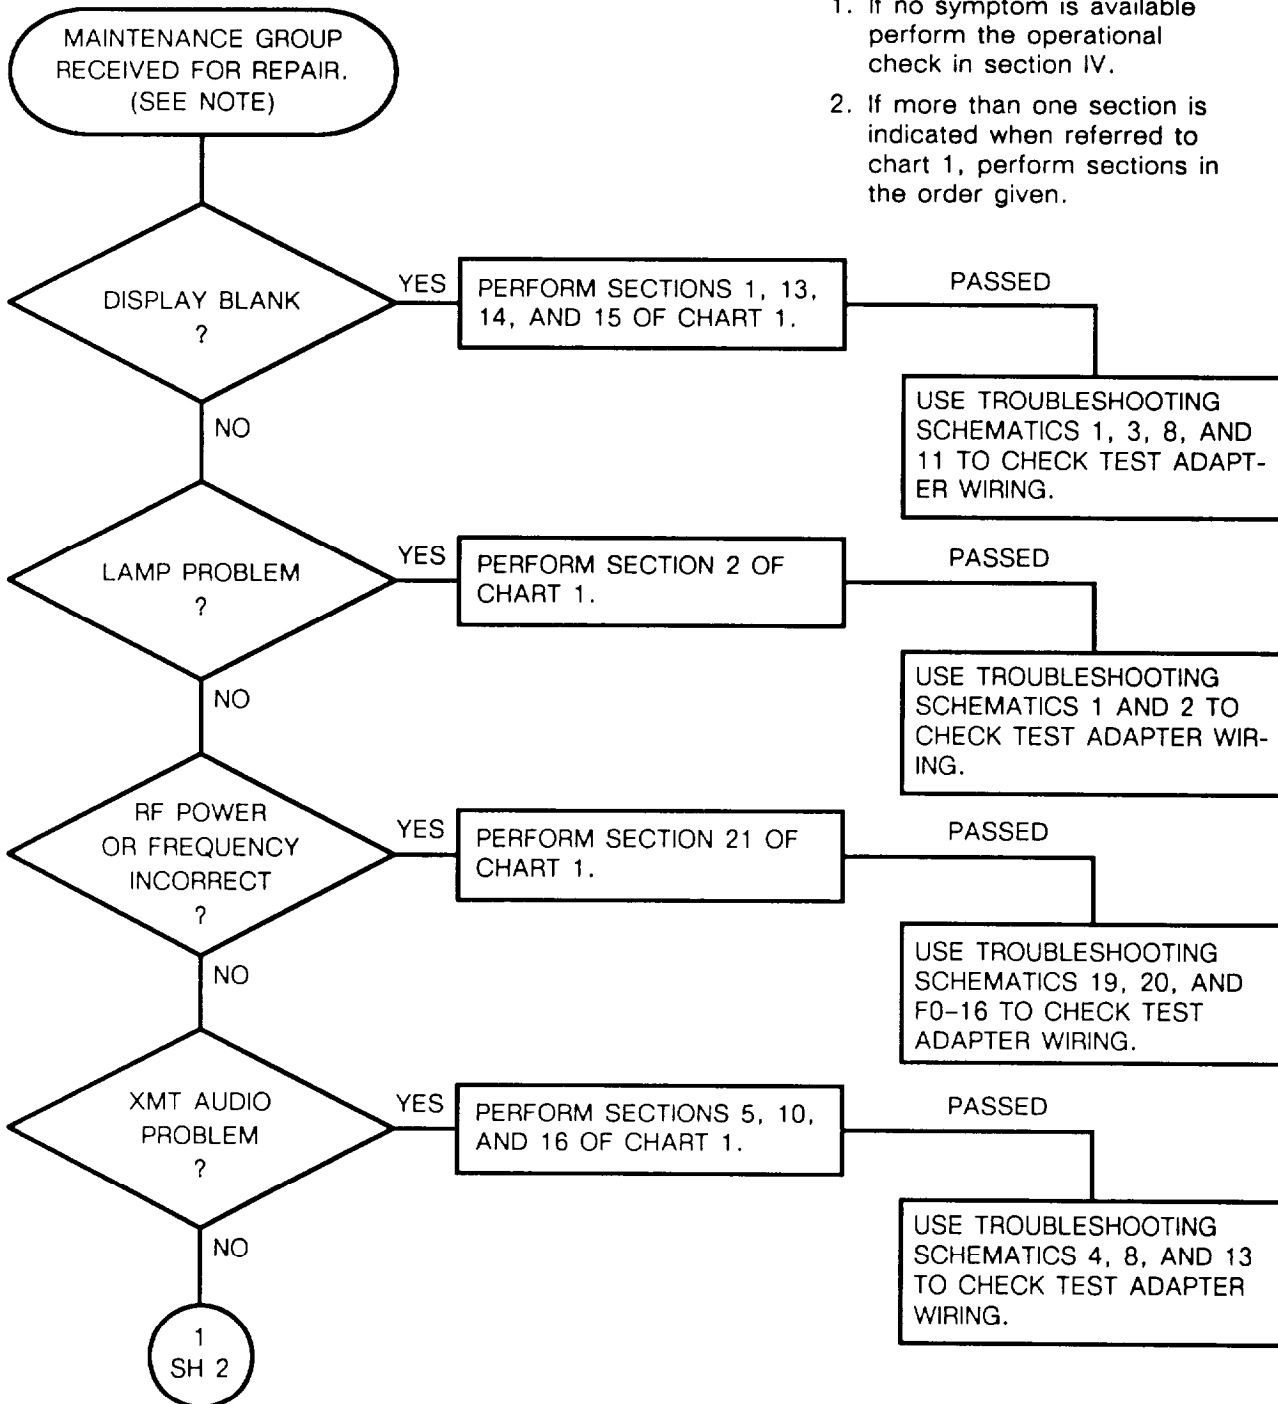 MAINTENANCE GROUP
RECEIVED FOR REPAIR.
(SEE NOTE)
1. If no symptom is available
perform the operational
check in section IV.
2. If more than one section is
indicated when referred to
chart 1, perform sections in
the order given.
DISPLAY BLANK
?
YES
PERFORM SECTIONS 1, 13,
14, AND 15 OF CHART 1.
PASSED
USE TROUBLESHOOTING
SCHEMATICS 1, 3, 8, AND
11 TO CHECK TEST ADAPT-
ER WIRING.
NO
LAMP PROBLEM
?
YES
PERFORM SECTION 2 OF
CHART 1.
PASSED
USE TROUBLESHOOTING
SCHEMATICS 1 AND 2 TO
CHECK TEST ADAPTER WIR-
ING.
NO
RF POWER
OR FREQUENCY
INCORRECT
?
YES
PERFORM SECTION 21 OF
CHART 1.
PASSED
USE TROUBLESHOOTING
SCHEMATICS 19, 20, AND
F0-16 TO CHECK TEST
ADAPTER WIRING.
NO
XMT AUDIO
PROBLEM
?
YES
PERFORM SECTIONS 5, 10,
AND 16 OF CHART 1.
PASSED
USE TROUBLESHOOTING
SCHEMATICS 4, 8, AND 13
TO CHECK TEST ADAPTER
WIRING.
NO
1
SH 2